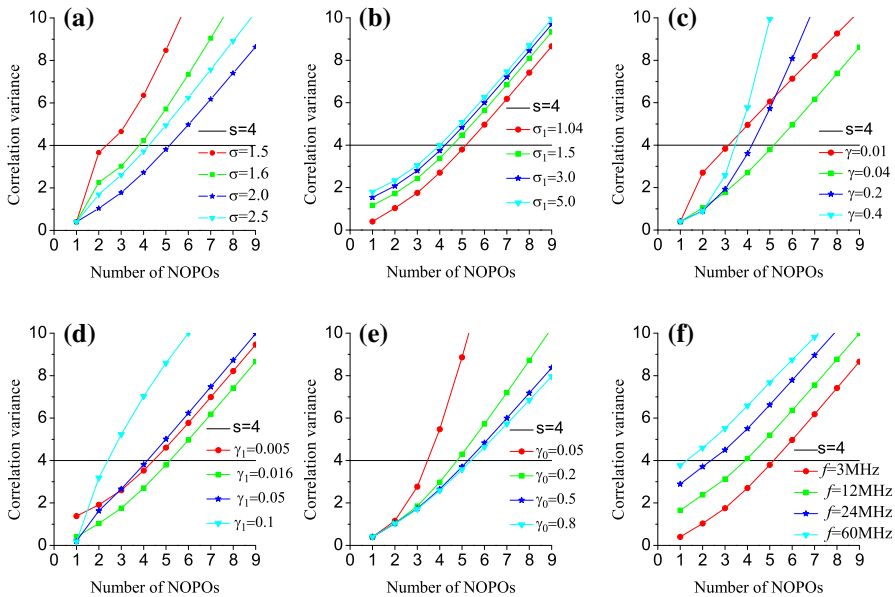 (a)
Correlation variance
10
8
6
4
2
0
s=4
σ=1.5
σ=1.6
σ=2.0
σ=2.5
0 1 2 3 4 5 6 7 8 9
Number of NOPOs
(b)
Correlation variance
10
8
6
4
2
0
s=4
σ₁=1.04
σ₁=1.5
σ₁=3.0
σ₁=5.0
0 1 2 3 4 5 6 7 8 9
Number of NOPOs
(c)
Correlation variance
10
8
6
4
2
0
s=4
γ=0.01
γ=0.04
γ=0.2
γ=0.4
0 1 2 3 4 5 6 7 8 9
Number of NOPOs
(d)
Correlation variance
10
8
6
4
2
0
s=4
γ₁=0.005
γ₁=0.016
γ₁=0.05
γ₁=0.1
0 1 2 3 4 5 6 7 8 9
Number of NOPOs
(e)
Correlation variance
10
8
6
4
2
0
s=4
γ₀=0.05
γ₀=0.2
γ₀=0.5
γ₀=0.8
0 1 2 3 4 5 6 7 8 9
Number of NOPOs
(f)
Correlation variance
10
8
6
4
2
0
s=4
f=3MHz
f=12MHz
f=24MHz
f=60MHz
0 1 2 3 4 5 6 7 8 9
Number of NOPOs